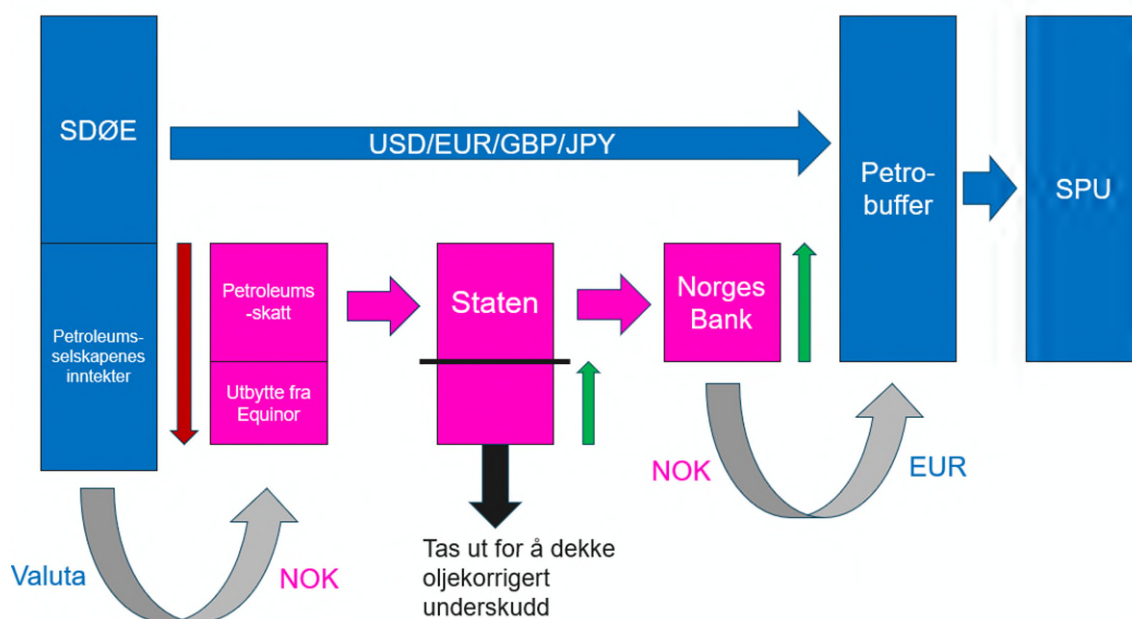 SDØE
USD/EUR/GBP/JPY
Petro-
buffer
SPU
Petroleums-
selskapenes
inntekter
Petroleums
-skatt
Utbytte fra
Equinor
Staten
Norges
Bank
Valuta
NOK
Tas ut for å dekke
oljekorrigert
underskudd
NOK
EUR